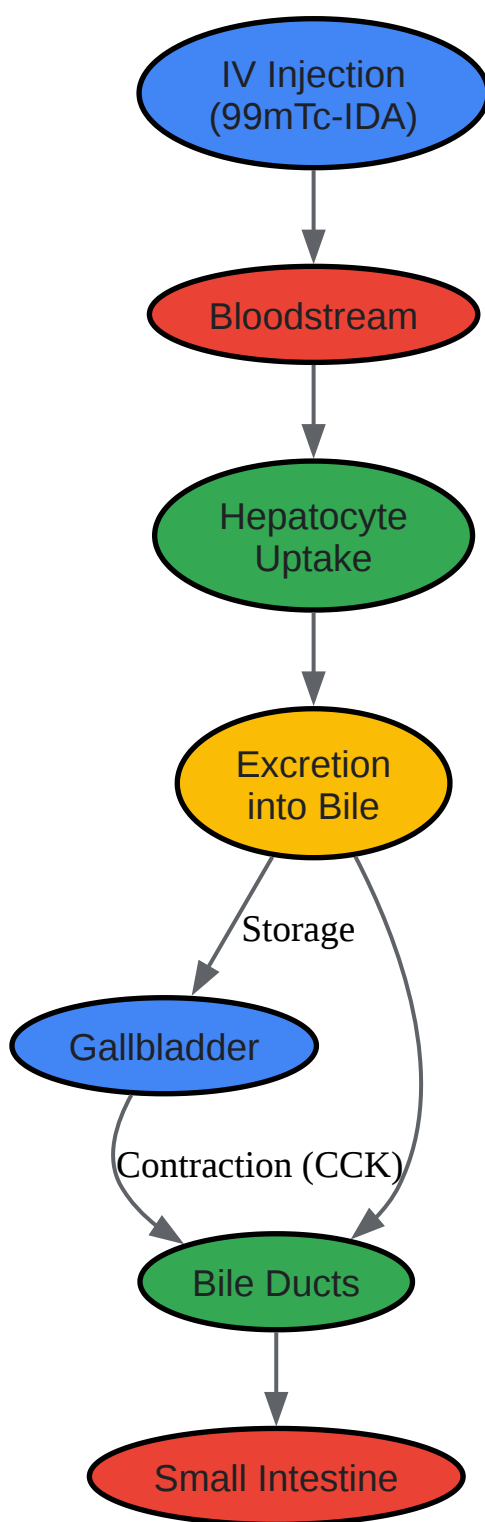 IV Injection
(99mTc-IDA)
Bloodstream
Hepatocyte
Uptake
Excretion
into Bile
Storage
Gallbladder
Contraction (CCK)
Bile Ducts
Small Intestine